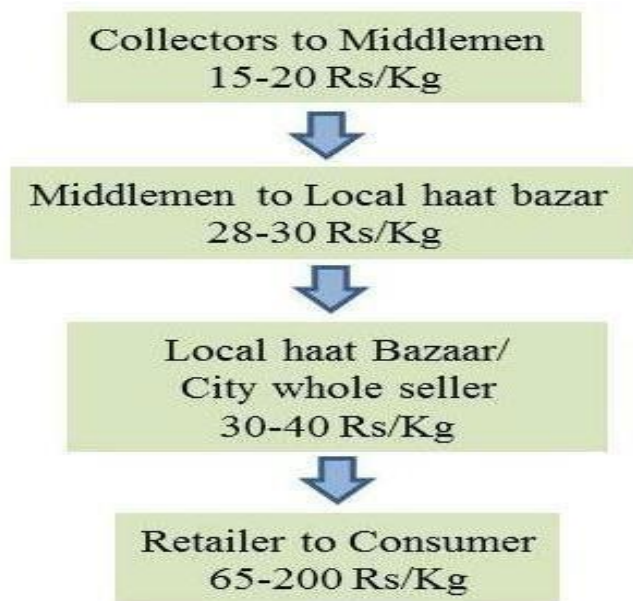 Collectors to Middlemen
15-20 Rs/Kg
Middlemen to Local haat bazar
28-30 Rs/Kg
Local haat Bazaar/
City whole seller
30-40 Rs/Kg
Retailer to Consumer
65-200 Rs/Kg